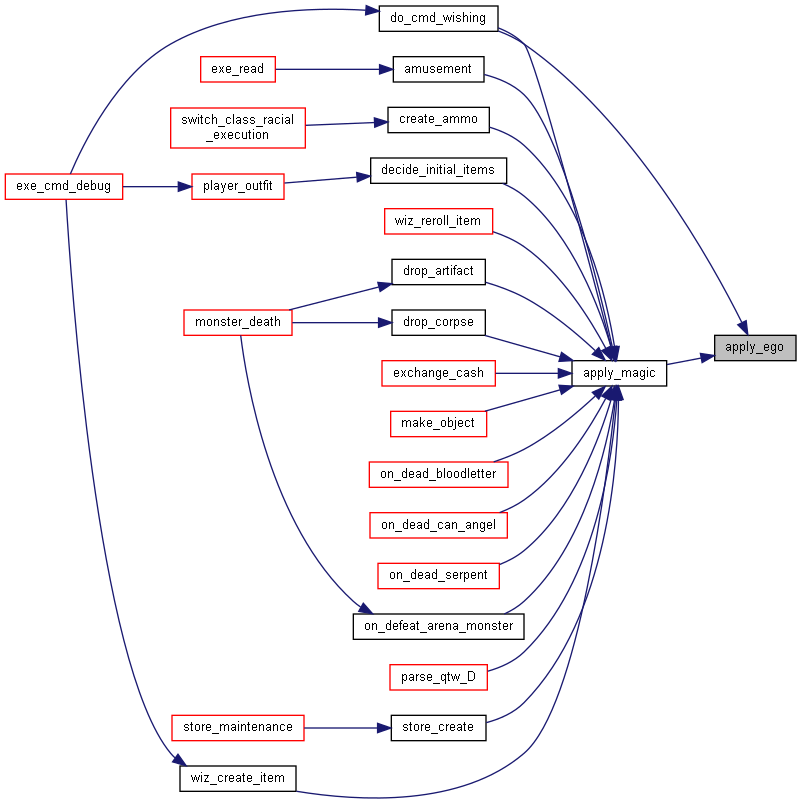 do_cmd_wishing
exe_read
amusement
switch_class_racial
_execution
create_ammo
decide_initial_items
exe_cmd_debug
player_outfit
wiz_reroll_item
drop_artifact
monster_death
drop_corpse
apply_ego
exchange_cash
apply_magic
make_object
on_dead_bloodletter
on_dead_can_angel
on_dead_serpent
on_defeat_arena_monster
parse_qtw_D
store_maintenance
store_create
wiz_create_item